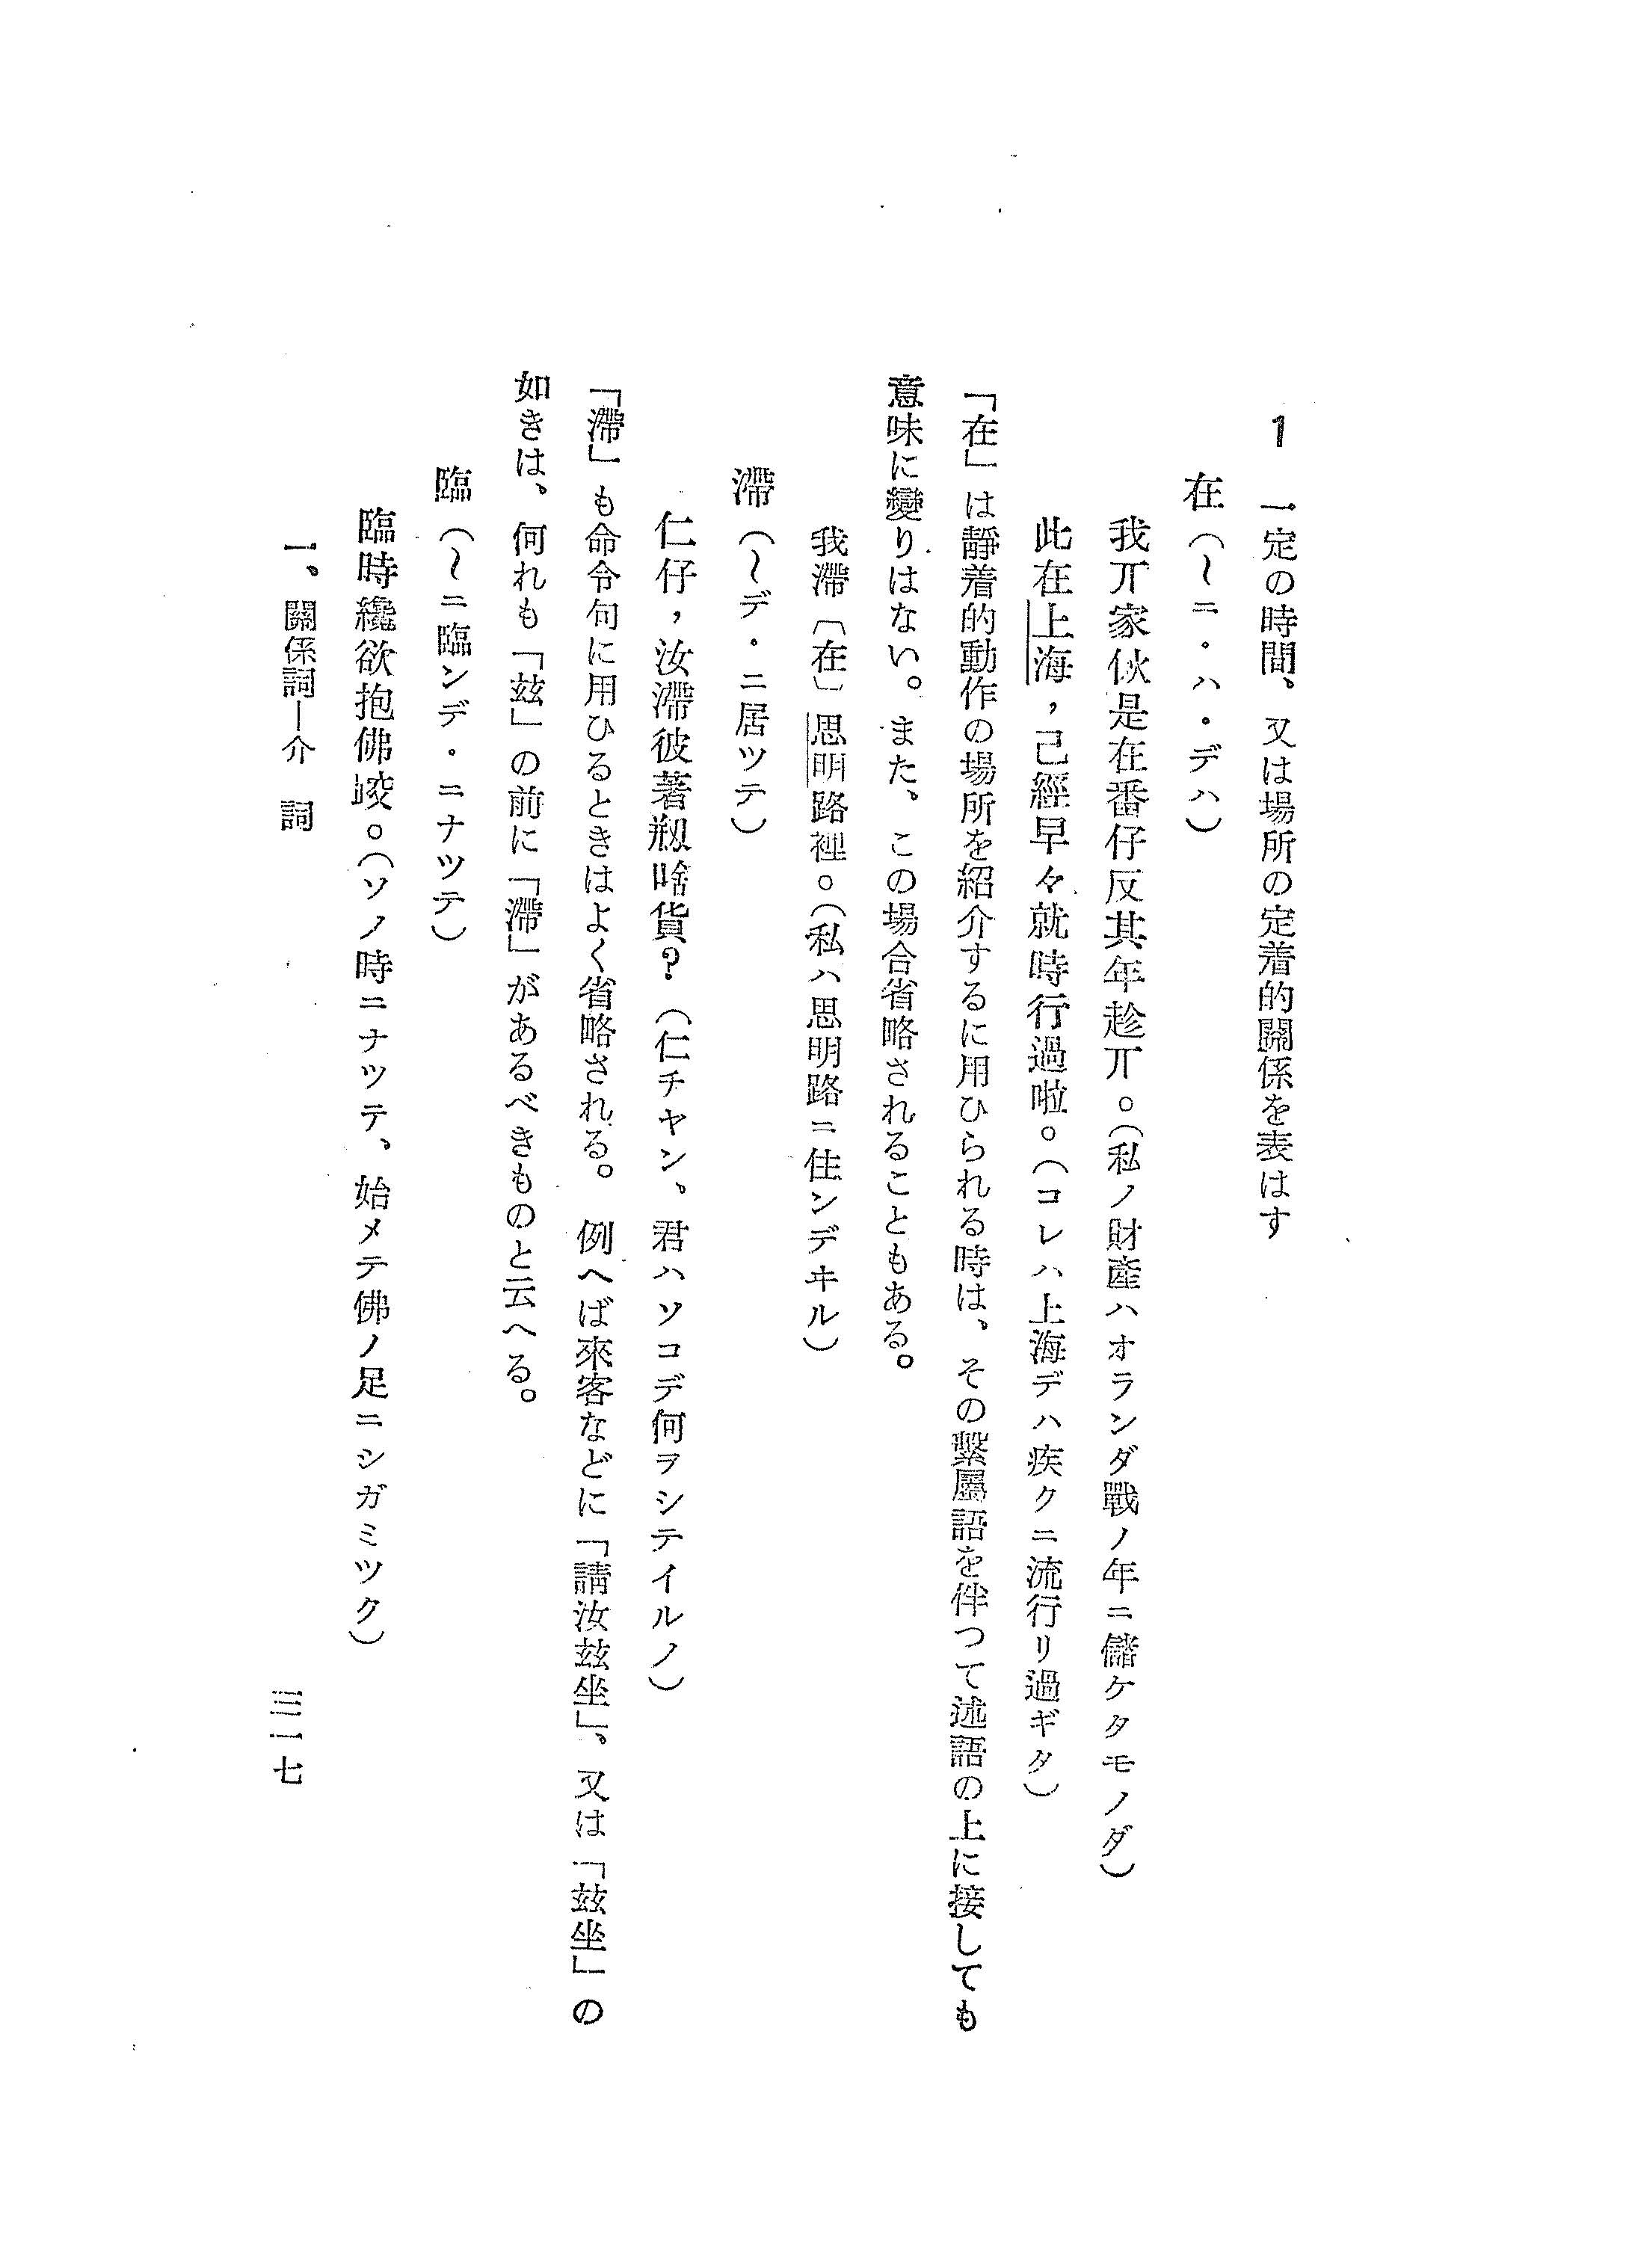 1　一定の時間、又は場所の定着的關係を表はす
在（〜ニ・ハ・デハ）
我丌家伙是在番仔反其年趁丌。（私ノ財產ハオランダ戰ノ年ニ儲ケタモノダ）
此在上海，己經早々就時行過啦。（コレハ上海デハ疾クニ流行リ過ギタ）
「在」は靜着的動作の場所を紹介するに用ひられる時は、その繫屬語を伴つて述語の上に接しても
意味に變りはない。また、この場合省略されることもある。
我滯〔在〕思明路裡。（私ハ思明路ニ住ンデヰル）
滯（〜デ・ニ居ツテ）
仁仔，汝滯彼著啥貨？（仁チヤン、君ハソコデ何ヲシテイルノ）
「滯」も命令句に用ひるときはよく省略される。例へば來客などに「請汝玆坐」、又は「玆坐」の
如きは、何れも「玆」の前に「滯」があるべきものと云へる。
臨（〜ニ臨ンデ・ニナツテ）
臨時纔欲抱佛。（ソノ時ニナッテ、始メテ佛ノ足ニシガミツク）
一、關係詞―介　詞
三一七